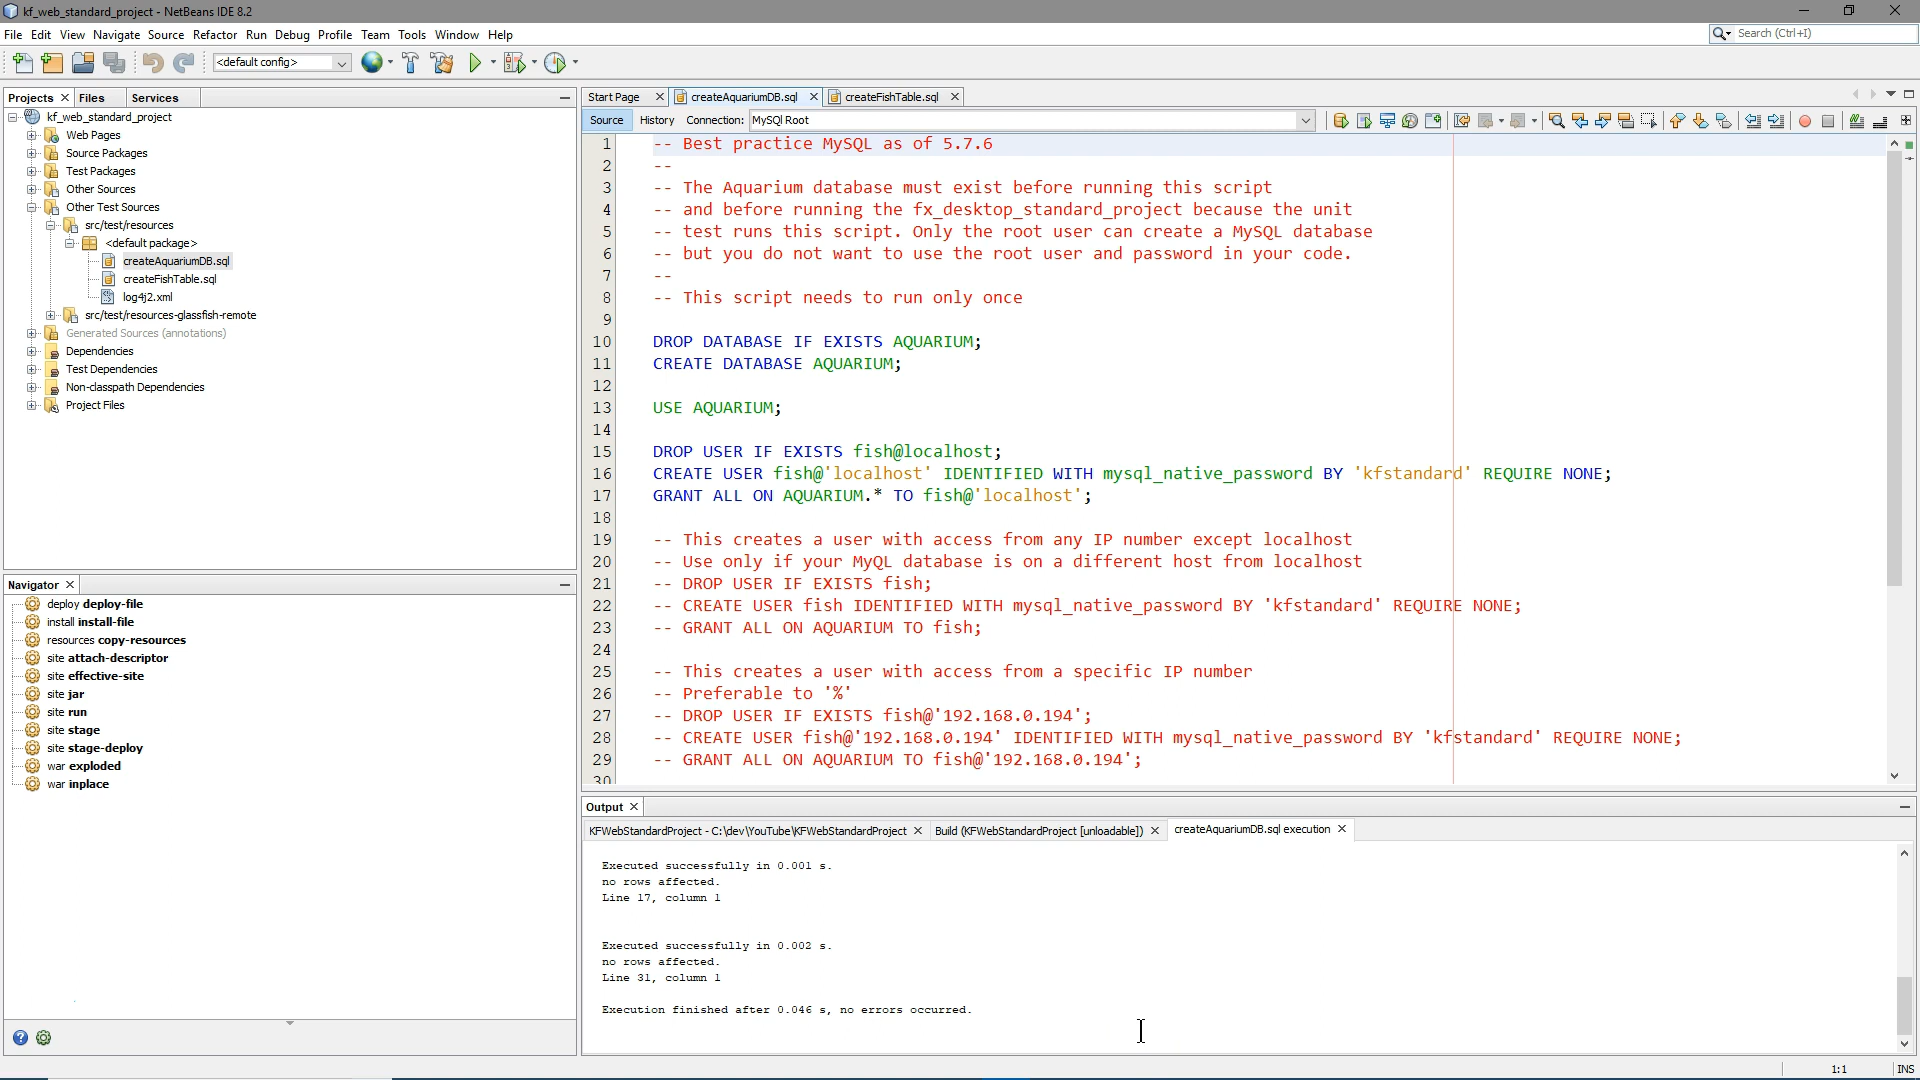 kf_web_standard_project - NetBeans IDE 8.2
File Edit View Navigate Source Refactor Run Debug Profile Team Tools Window Help
Search (Ctrl+I)
<default config>
Projects Files Services
kf_web_standard_project
Web Pages
Source Packages
Test Packages
Other Sources
Other Test Sources
src/test/resources
<default package>
createAquariumDB.sql
createFishTable.sql
log4j2.xml
src/test/resources-glassfish-remote
Generated Sources (annotations)
Dependencies
Test Dependencies
Non-classpath Dependencies
Project Files
Navigator
deploy deploy-file
install install-file
resources copy-resources
site attach-descriptor
site effective-site
site jar
site run
site stage
site stage-deploy
war exploded
war inplace
Start Page createAquariumDB.sql createFishTable.sql
Source History Connection: MySQl Root
1 -- Best practice MySQL as of 5.7.6
2 --
3 -- The Aquarium database must exist before running this script
4 -- and before running the fx_desktop_standard_project because the unit
5 -- test runs this script. Only the root user can create a MySQL database
6 -- but you do not want to use the root user and password in your code.
7 --
8 -- This script needs to run only once
9
10 DROP DATABASE IF EXISTS AQUARIUM;
11 CREATE DATABASE AQUARIUM;
12
13 USE AQUARIUM;
14
15 DROP USER IF EXISTS fish@localhost;
16 CREATE USER fish@'localhost' IDENTIFIED WITH mysql_native_password BY 'kfstandard' REQUIRE NONE;
17 GRANT ALL ON AQUARIUM.* TO fish@'localhost';
18
19 -- This creates a user with access from any IP number except localhost
20 -- Use only if your MyQL database is on a different host from localhost
21 -- DROP USER IF EXISTS fish;
22 -- CREATE USER fish IDENTIFIED WITH mysql_native_password BY 'kfstandard' REQUIRE NONE;
23 -- GRANT ALL ON AQUARIUM TO fish;
24
25 -- This creates a user with access from a specific IP number
26 -- Preferable to '%'
27 -- DROP USER IF EXISTS fish@'192.168.0.194';
28 -- CREATE USER fish@'192.168.0.194' IDENTIFIED WITH mysql_native_password BY 'kfstandard' REQUIRE NONE;
29 -- GRANT ALL ON AQUARIUM TO fish@'192.168.0.194';
30
Output
KFWebStandardProject - C:\dev\YouTube\KFWebStandardProject Build (KFWebStandardProject [unloadable]) createAquariumDB.sql execution
Executed successfully in 0.001 s.
no rows affected.
Line 17, column 1
Executed successfully in 0.002 s.
no rows affected.
Line 31, column 1
Execution finished after 0.046 s, no errors occurred.
1:1 INS